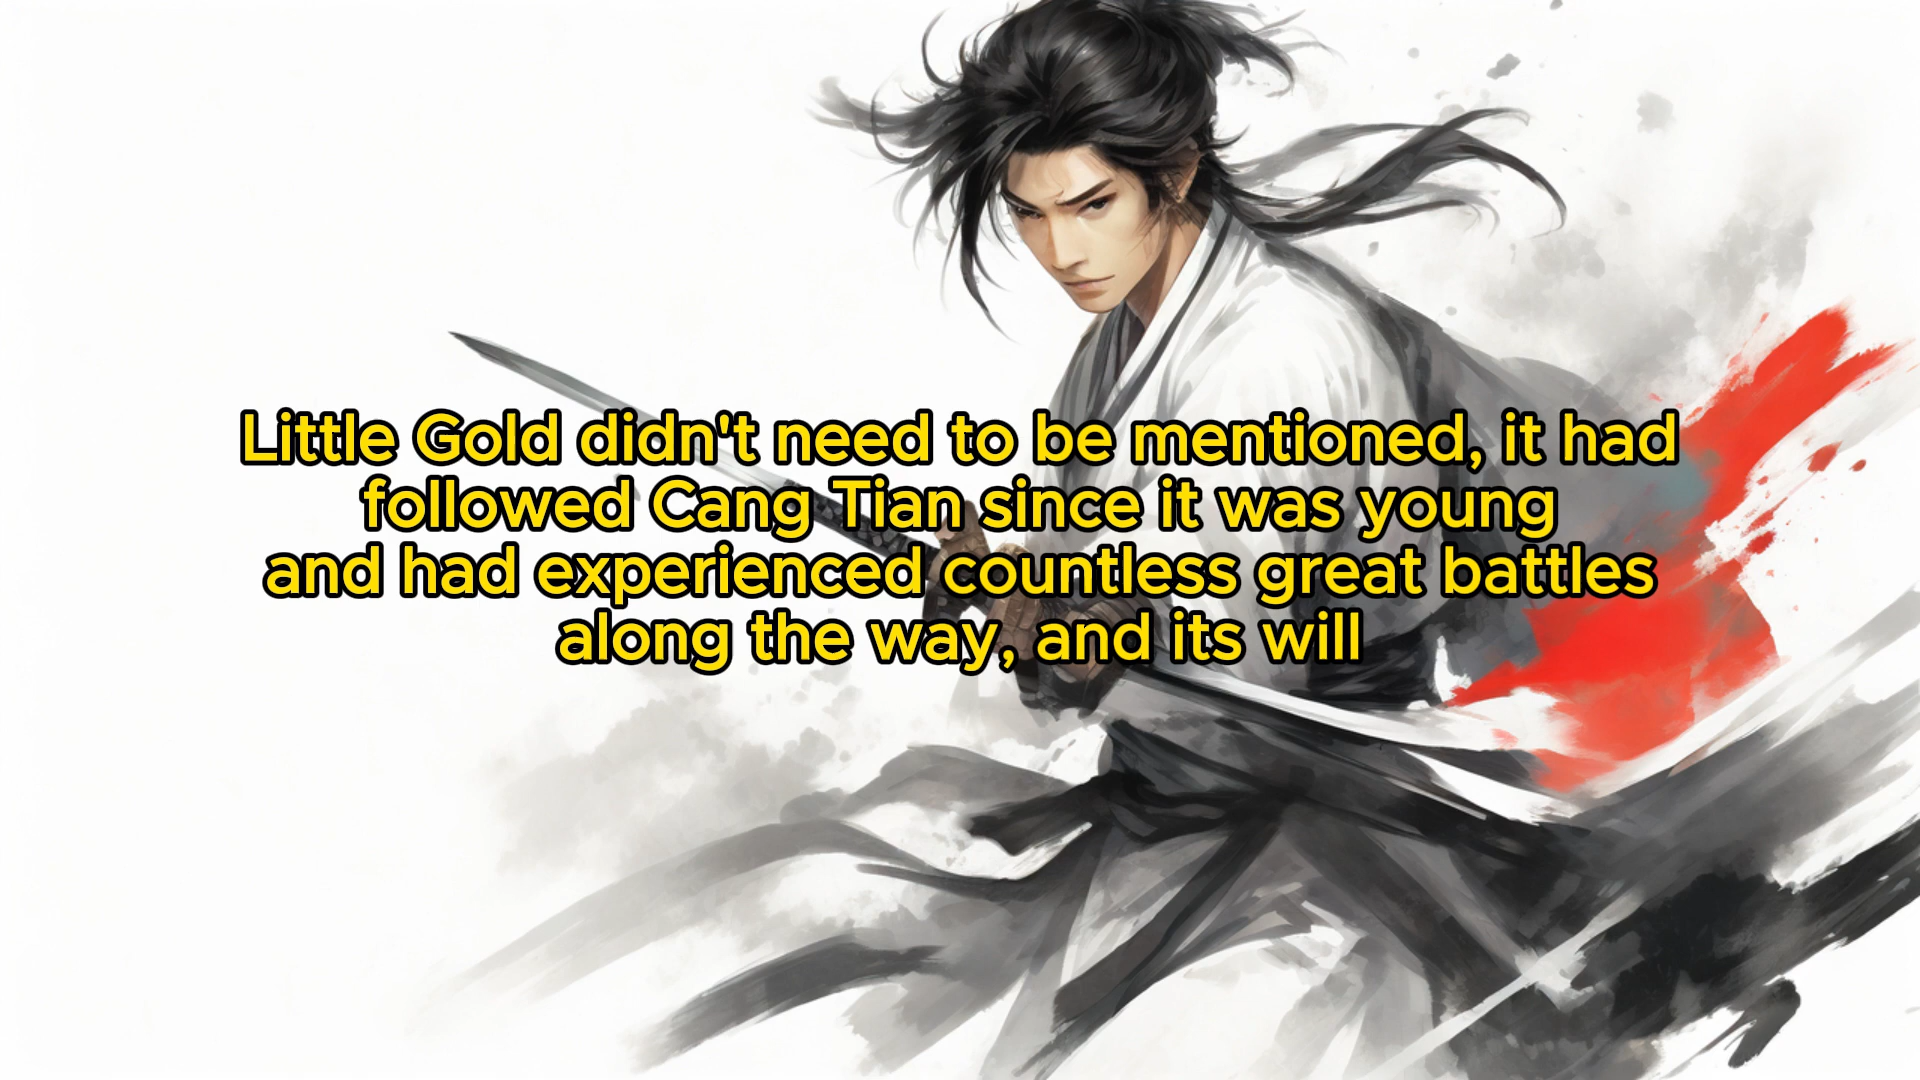 Little Gold didn't need to be mentioned, it had
followed Cang Tian since it was young
and had experienced countless great battles
along the way, and its will